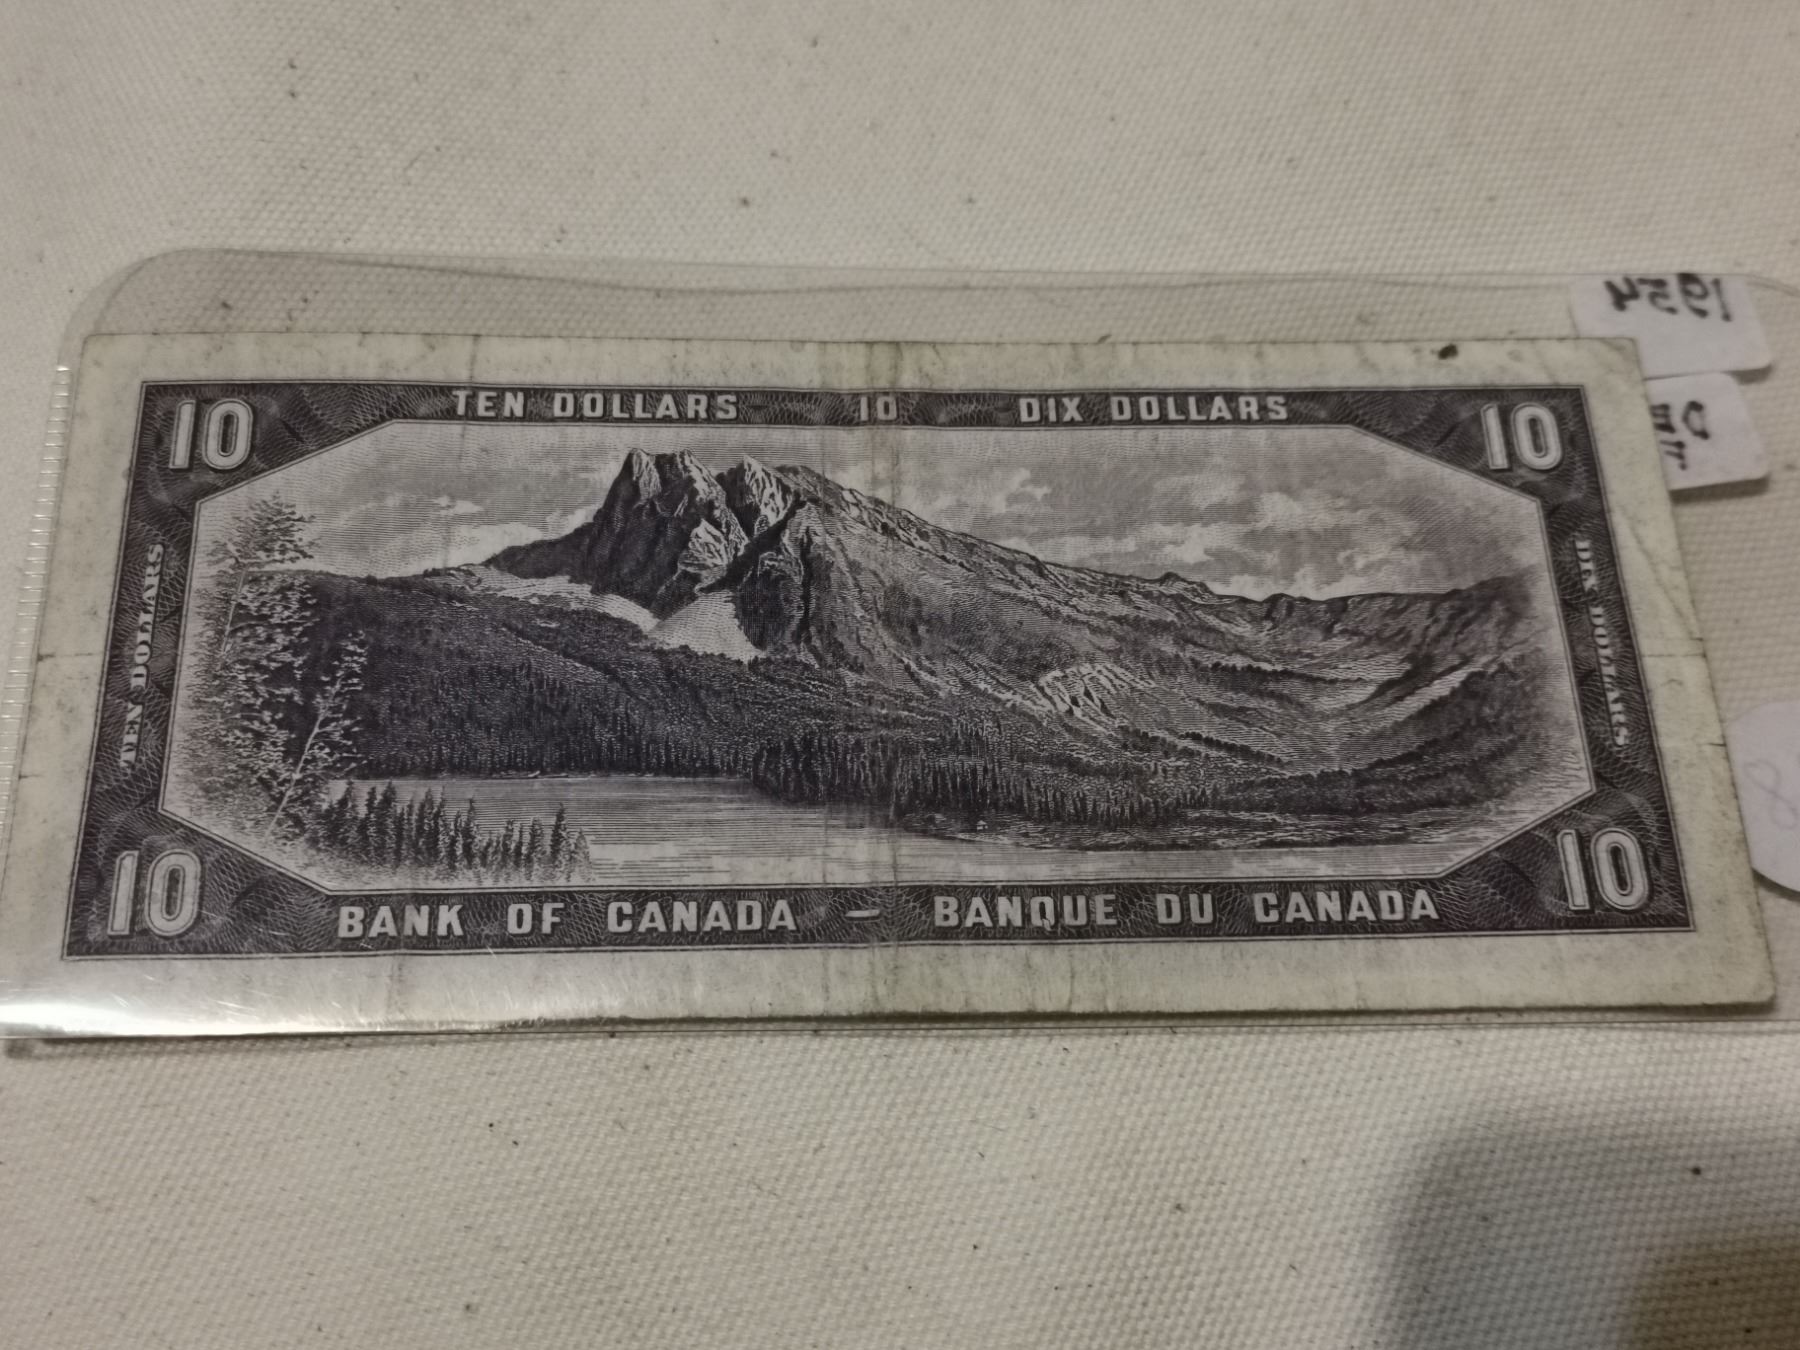 1954
10 TEN DOLLARS 10 DIX DOLLARS 10
TEN DOLLARS
DIX DOLLARS
10 BANK OF CANADA – BANQUE DU CANADA 10
8